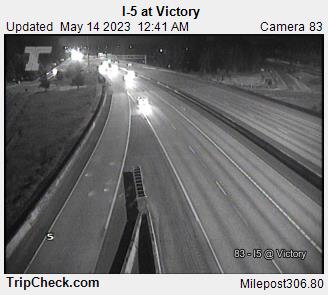 I-5 at Victory
Updated  May 14 2023  12:41 AM
Camera 83
5
83 - I5 @ Victory
TripCheck.com
Milepost306.80